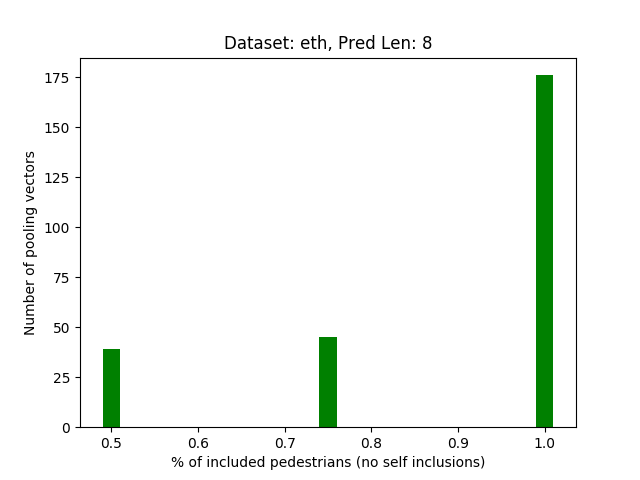 Dataset: eth, Pred Len: 8
175
150
125
100
75
50
25
0
Number of pooling vectors
0.5 0.6 0.7 0.8 0.9 1.0
% of included pedestrians (no self inclusions)